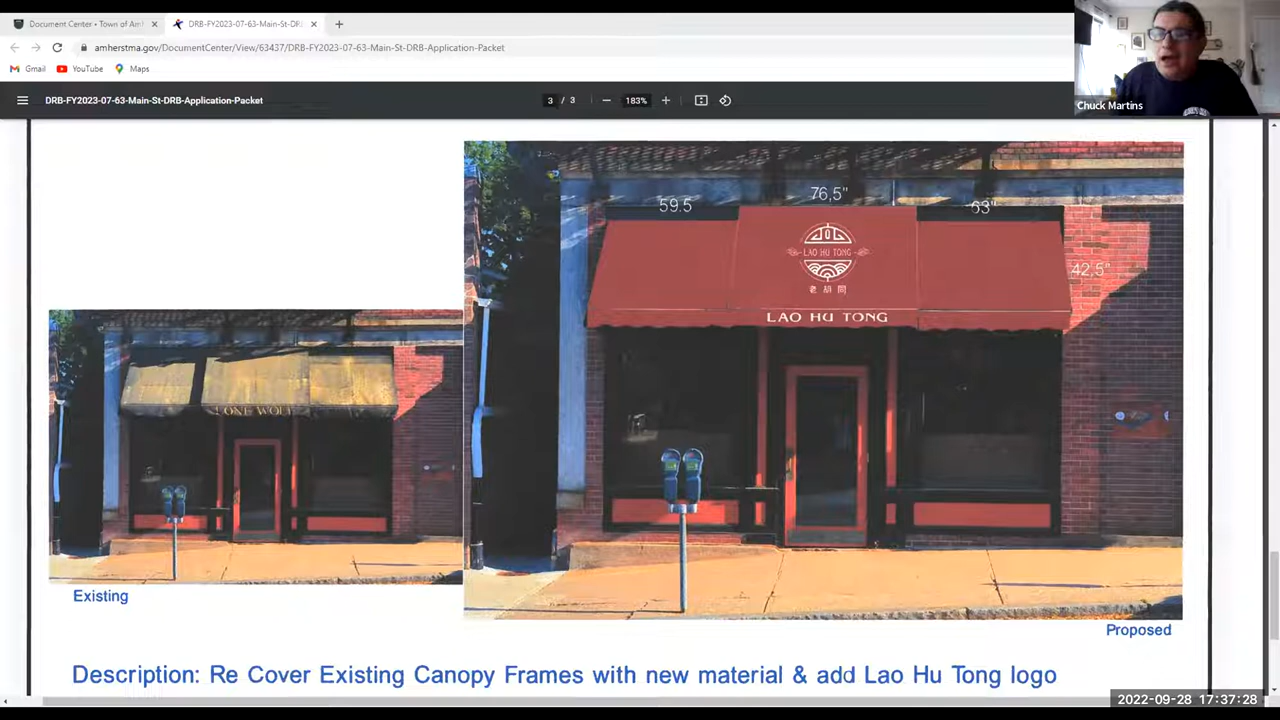 Document Center • Town of Am
DRB-FY2023-07-63-Main-St-DRB
amherstma.gov/DocumentCenter/View/63437/DRB-FY2023-07-63-Main-St-DRB-Application-Packet
Gmail YouTube Maps
DRB-FY2023-07-63-Main-St-DRB-Application-Packet
3 / 3
183%
Chuck Martins
59.5
76,5"
63"
42,5"
LAO HU TONG
老胡同
LAO HU TONG
LONE WOLF
Existing
Proposed
Description: Re Cover Existing Canopy Frames with new material & add Lao Hu Tong logo
2022-09-28 17:37:28